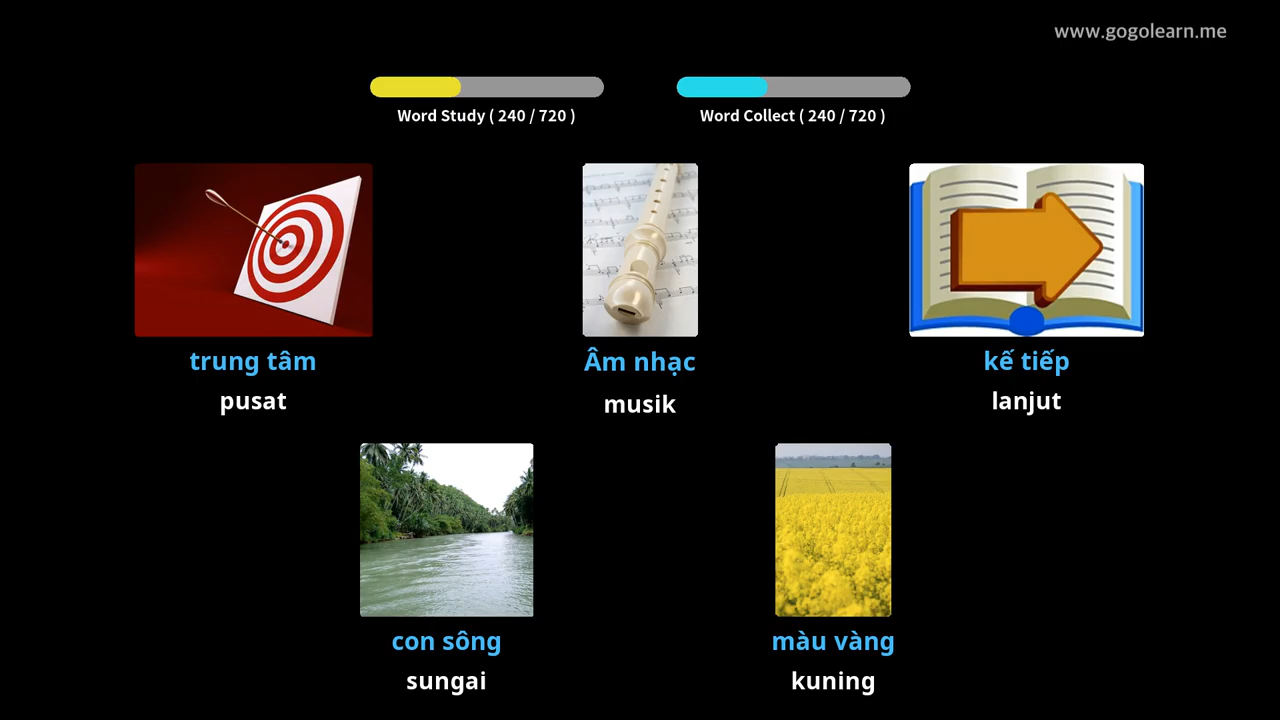 www.gogolearn.me
Word Study ( 240 / 720 )
Word Collect ( 240 / 720 )
trung tâm
pusat
Âm nhạc
musik
kế tiếp
lanjut
con sông
sungai
màu vàng
kuning